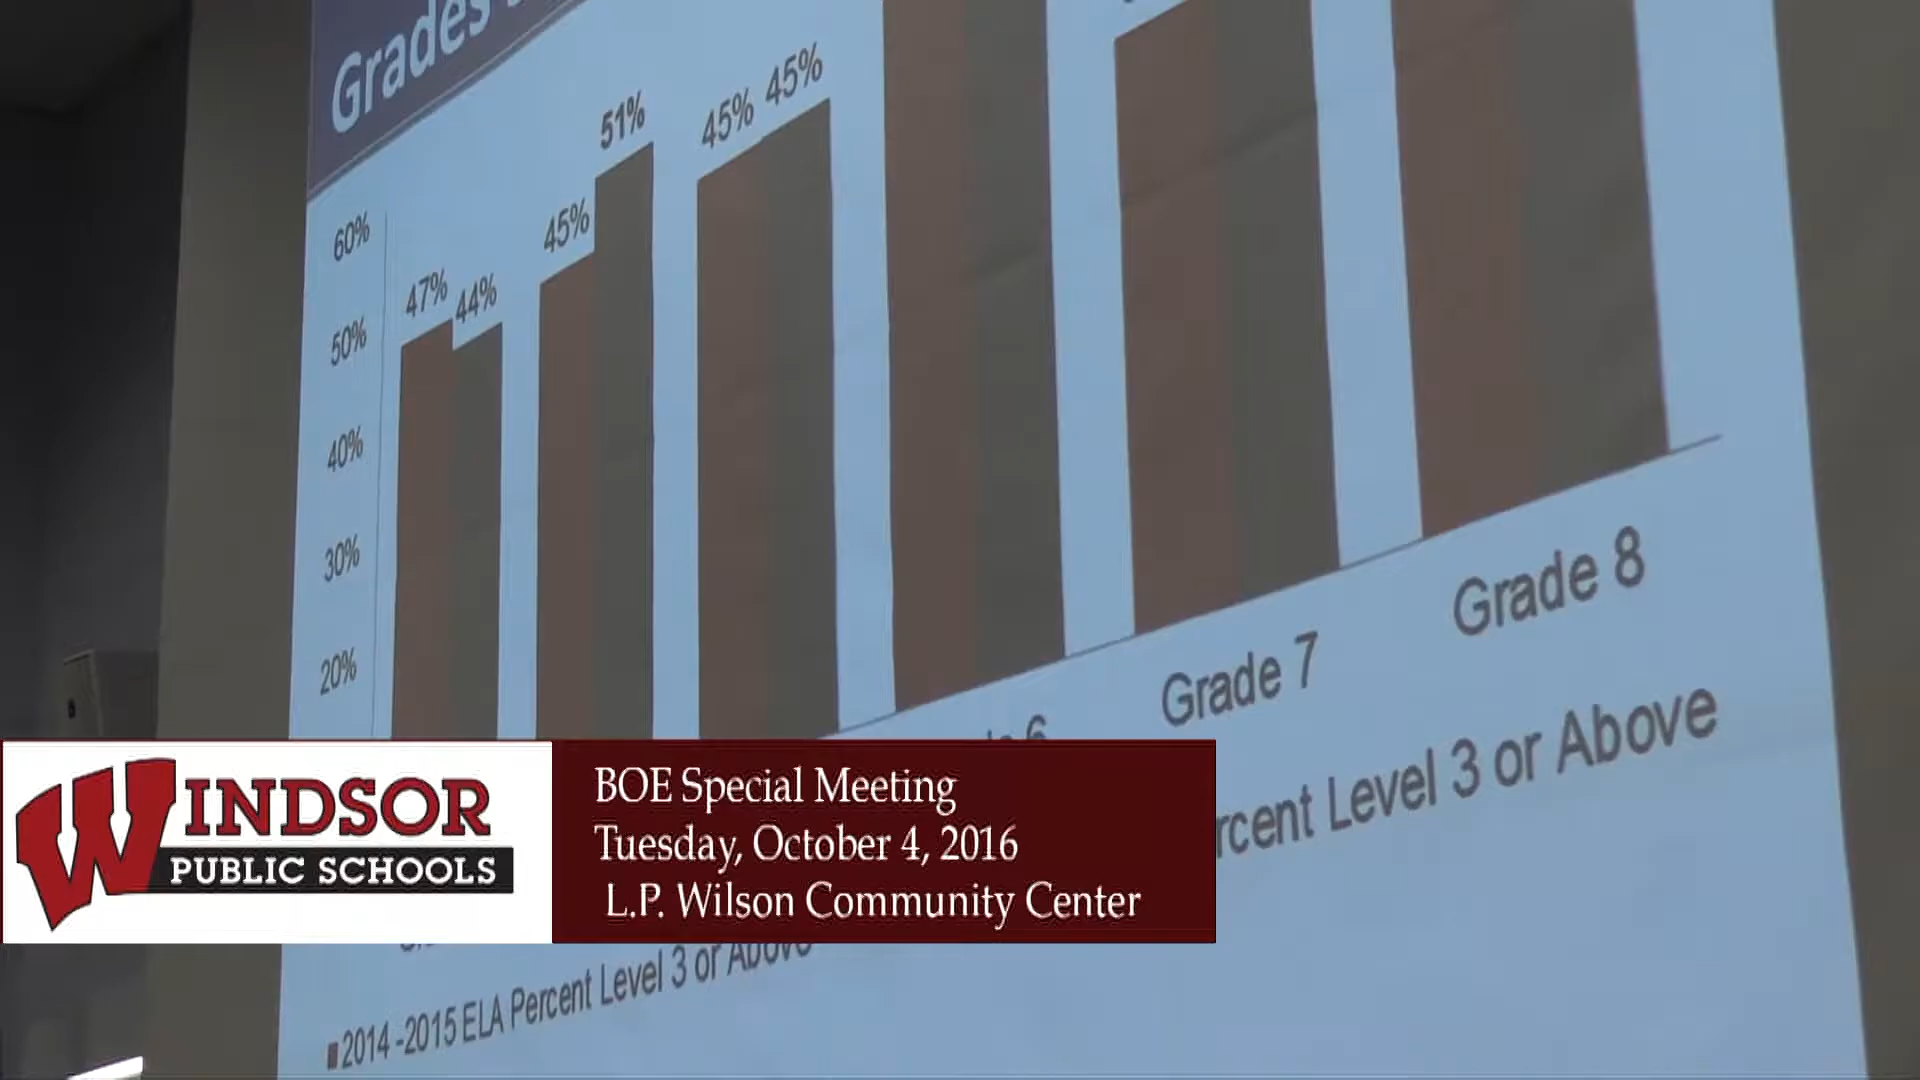 Grades
51%
45% 45%
45%
47% 44%
60%
50%
40%
30%
20%
Grade 7
Grade 8
Level 3 or Above
2014-2015 ELA Percent Level 3 or Above
WINDSOR
PUBLIC SCHOOLS
BOE Special Meeting
Tuesday, October 4, 2016
L.P. Wilson Community Center